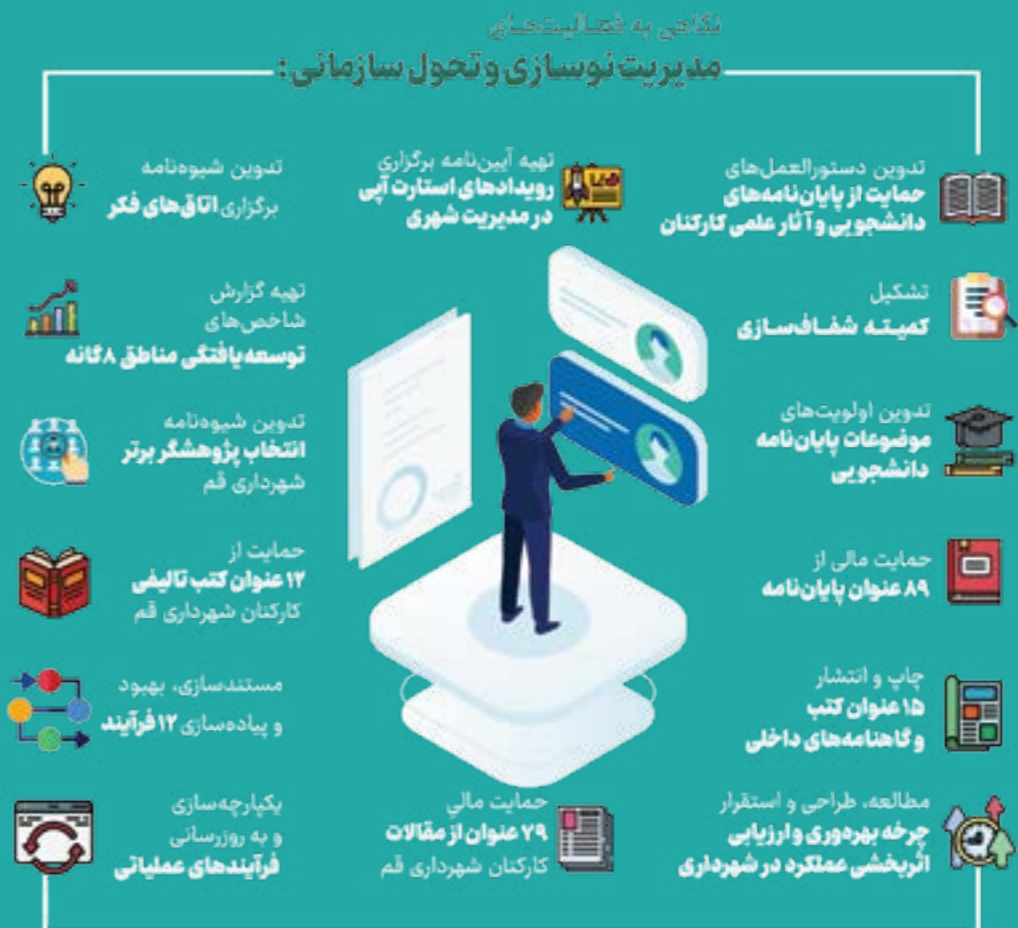 نگاهی به فعـالیت‌هـای
مدیریت نوسازی و تحول سازمانی:
تدوین دستورالعمل‌های
حمایت از پایان‌نامه‌های
دانشجویی و آثار علمی کارکنان
تهیه آیین‌نامه برگزاری
رویدادهای استارت آپی
در مدیریت شهری
تدوین شیوه‌نامه
برگزاری اتاق‌های فکر
تشکیل
کمیتـه شفـاف‌سازی
تهیه گزارش
شاخص‌های
توسعه‌یافتگی مناطق ۸گانه
تدوین اولویت‌های
موضوعات پایان‌نامه
دانشجویی
تدوین شیوه‌نامه
انتخاب پژوهشگر برتر
شهرداری قم
حمایت مالی از
۸۹ عنوان پایان‌نامه
حمایت از
۱۲ عنوان کتب تالیفی
کارکنان شهرداری قم
چاپ و انتشار
۱۵ عنوان کتب
و گاهنامه‌های داخلی
مستندسازی، بهبود
و پیاده‌سازی ۱۲ فرآیند
مطالعه، طراحی و استقرار
چرخه بهره‌وری و ارزیابی
اثربخشی عملکرد در شهرداری
حمایت مالی
۷۹ عنوان از مقالات
کارکنان شهرداری قم
یکپارچه‌سازی
و به روزرسانی
فرآیندهای عملیاتی